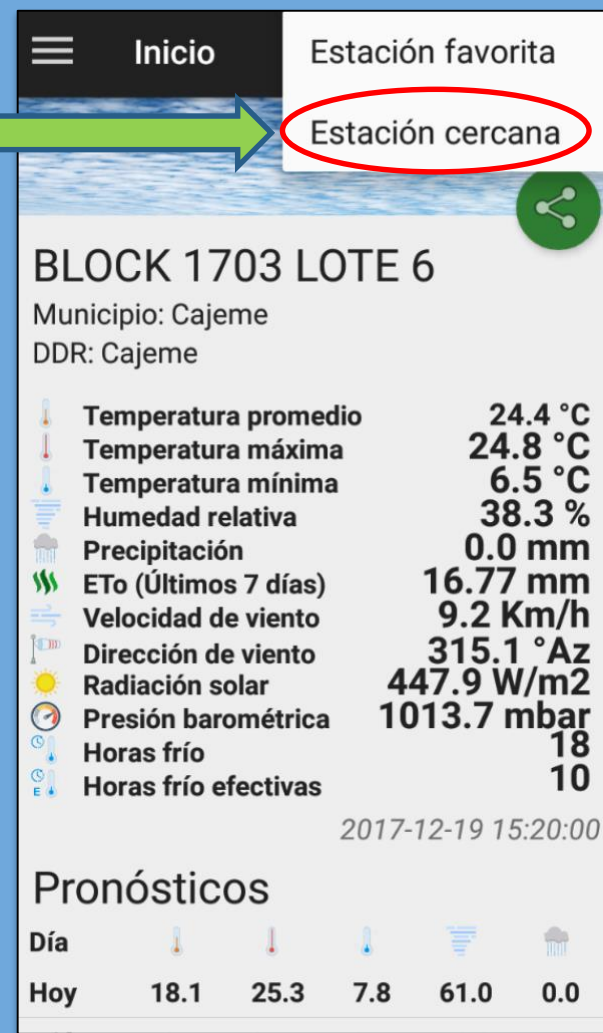 Inicio
Estación favorita
Estación cercana
BLOCK 1703 LOTE 6
Municipio: Cajeme
DDR: Cajeme
Temperatura promedio 24.4 °C
Temperatura máxima 24.8 °C
Temperatura mínima 6.5 °C
Humedad relativa 38.3 %
Precipitación 0.0 mm
ETo (Últimos 7 días) 16.77 mm
Velocidad de viento 9.2 Km/h
Dirección de viento 315.1 °Az
Radiación solar 447.9 W/m2
Presión barométrica 1013.7 mbar
Horas frío 18
E Horas frío efectivas 10
2017-12-19 15:20:00
Pronósticos
Día
Hoy 18.1 25.3 7.8 61.0 0.0